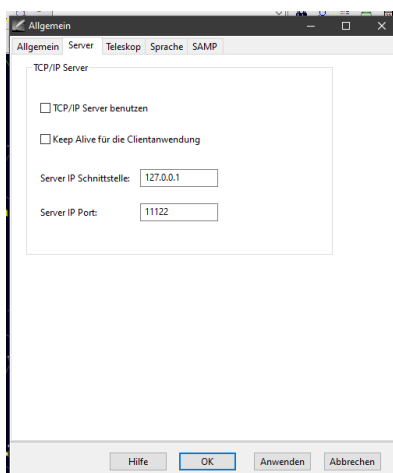 Allgemein
Allgemein Server Teleskop Sprache SAMP
TCP/IP Server
TCP/IP Server benutzen
Keep Alive für die Clientanwendung
Server IP Schnittstelle: 127.0.0.1
Server IP Port: 11122
Hilfe OK Anwenden Abbrechen